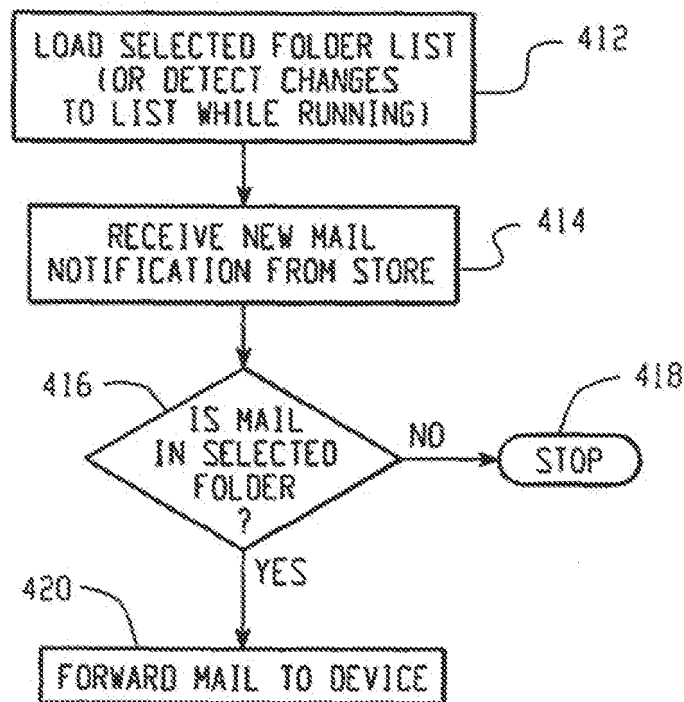 LOAD SELECTED FOLDER LIST
(OR DETECT CHANGES
TO LIST WHILE RUNNING)
412
RECEIVE NEW MAIL
NOTIFICATION FROM STORE
414
416
IS MAIL
IN SELECTED
FOLDER
?
NO
418
STOP
YES
420
FORWARD MAIL TO DEVICE